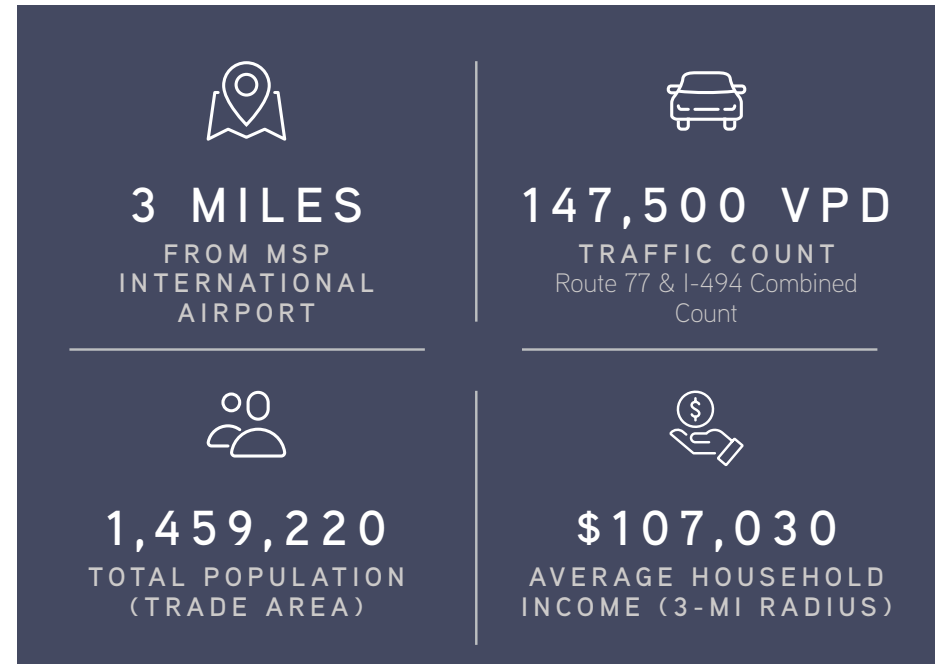 3 MILES
FROM MSP
INTERNATIONAL
AIRPORT
147,500 VPD
TRAFFIC COUNT
Route 77 & I-494 Combined
Count
1,459,220
TOTAL POPULATION
(TRADE AREA)
$
$107,030
AVERAGE HOUSEHOLD
INCOME (3-MI RADIUS)